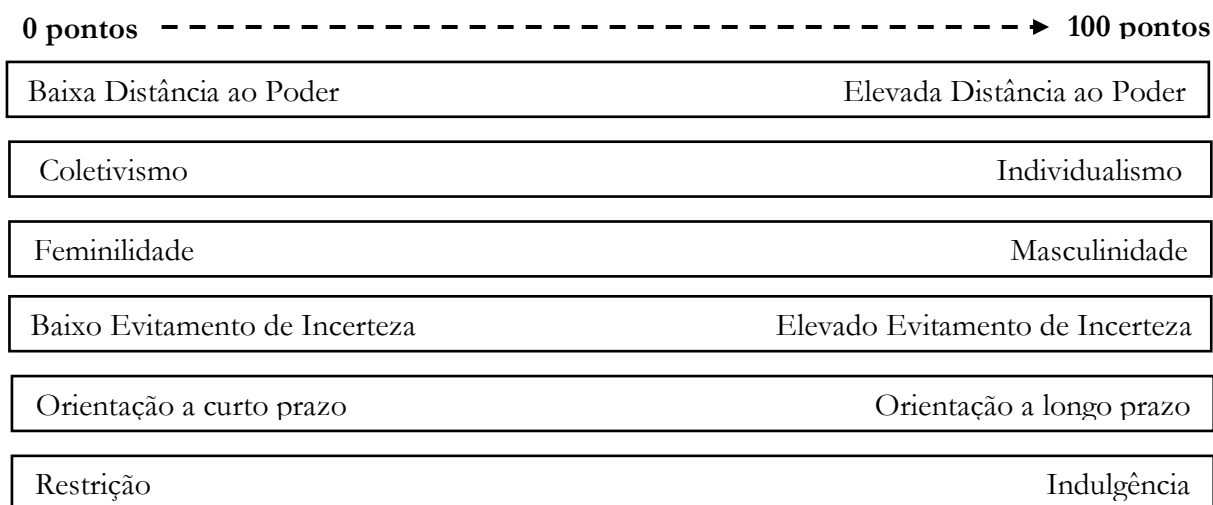 0 pontos 100 pontos
Baixa Distância ao Poder Elevada Distância ao Poder
Coletivismo Individualismo
Feminilidade Masculinidade
Baixo Evitamento de Incerteza Elevado Evitamento de Incerteza
Orientação a curto prazo Orientação a longo prazo
Restrição Indulgência